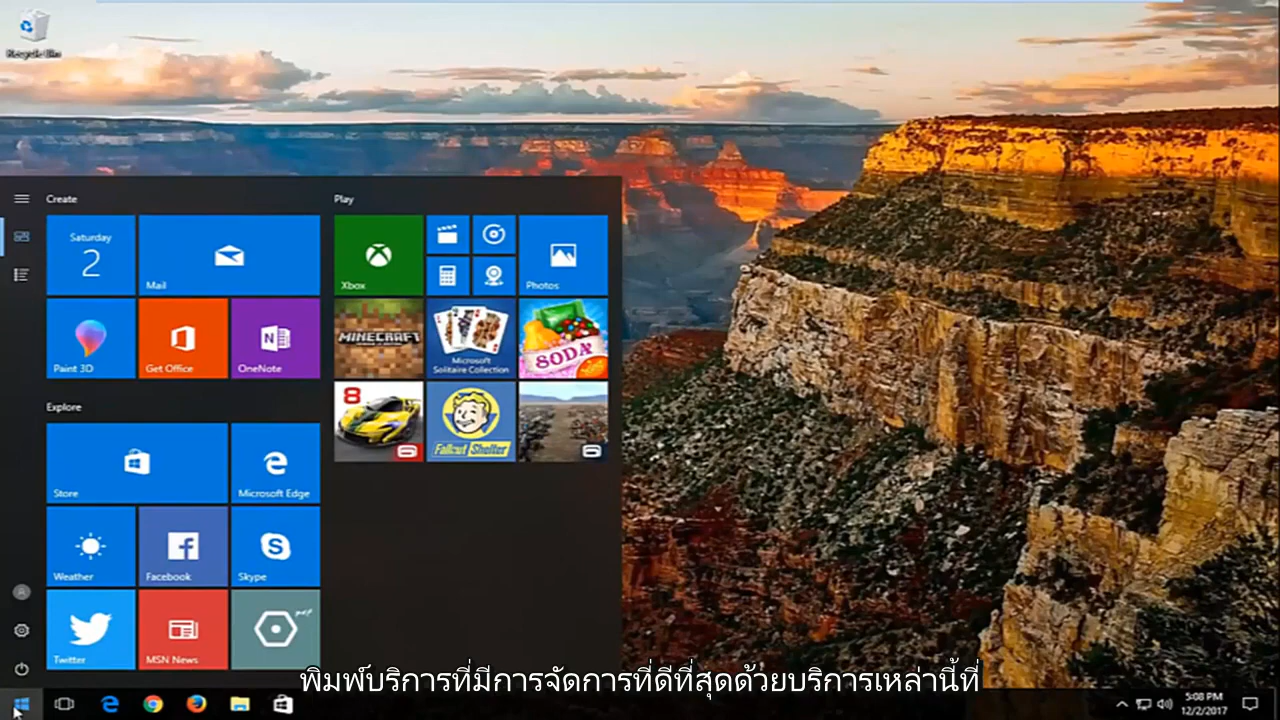 Recycle Bin
Create
Play
Saturday
2
Mail
Xbox
Photos
Paint 3D
Get Office
OneNote
MINECRAFT
Microsoft
Solitaire Collection
SODA
Explore
8
Fallout Shelter
Store
Microsoft Edge
Weather
Facebook
Skype
Twitter
MSN News
พิมพ์บริการที่มีการจัดการที่ดีที่สุดด้วยบริการเหล่านี้ที่
5:08 PM
12/2/2017